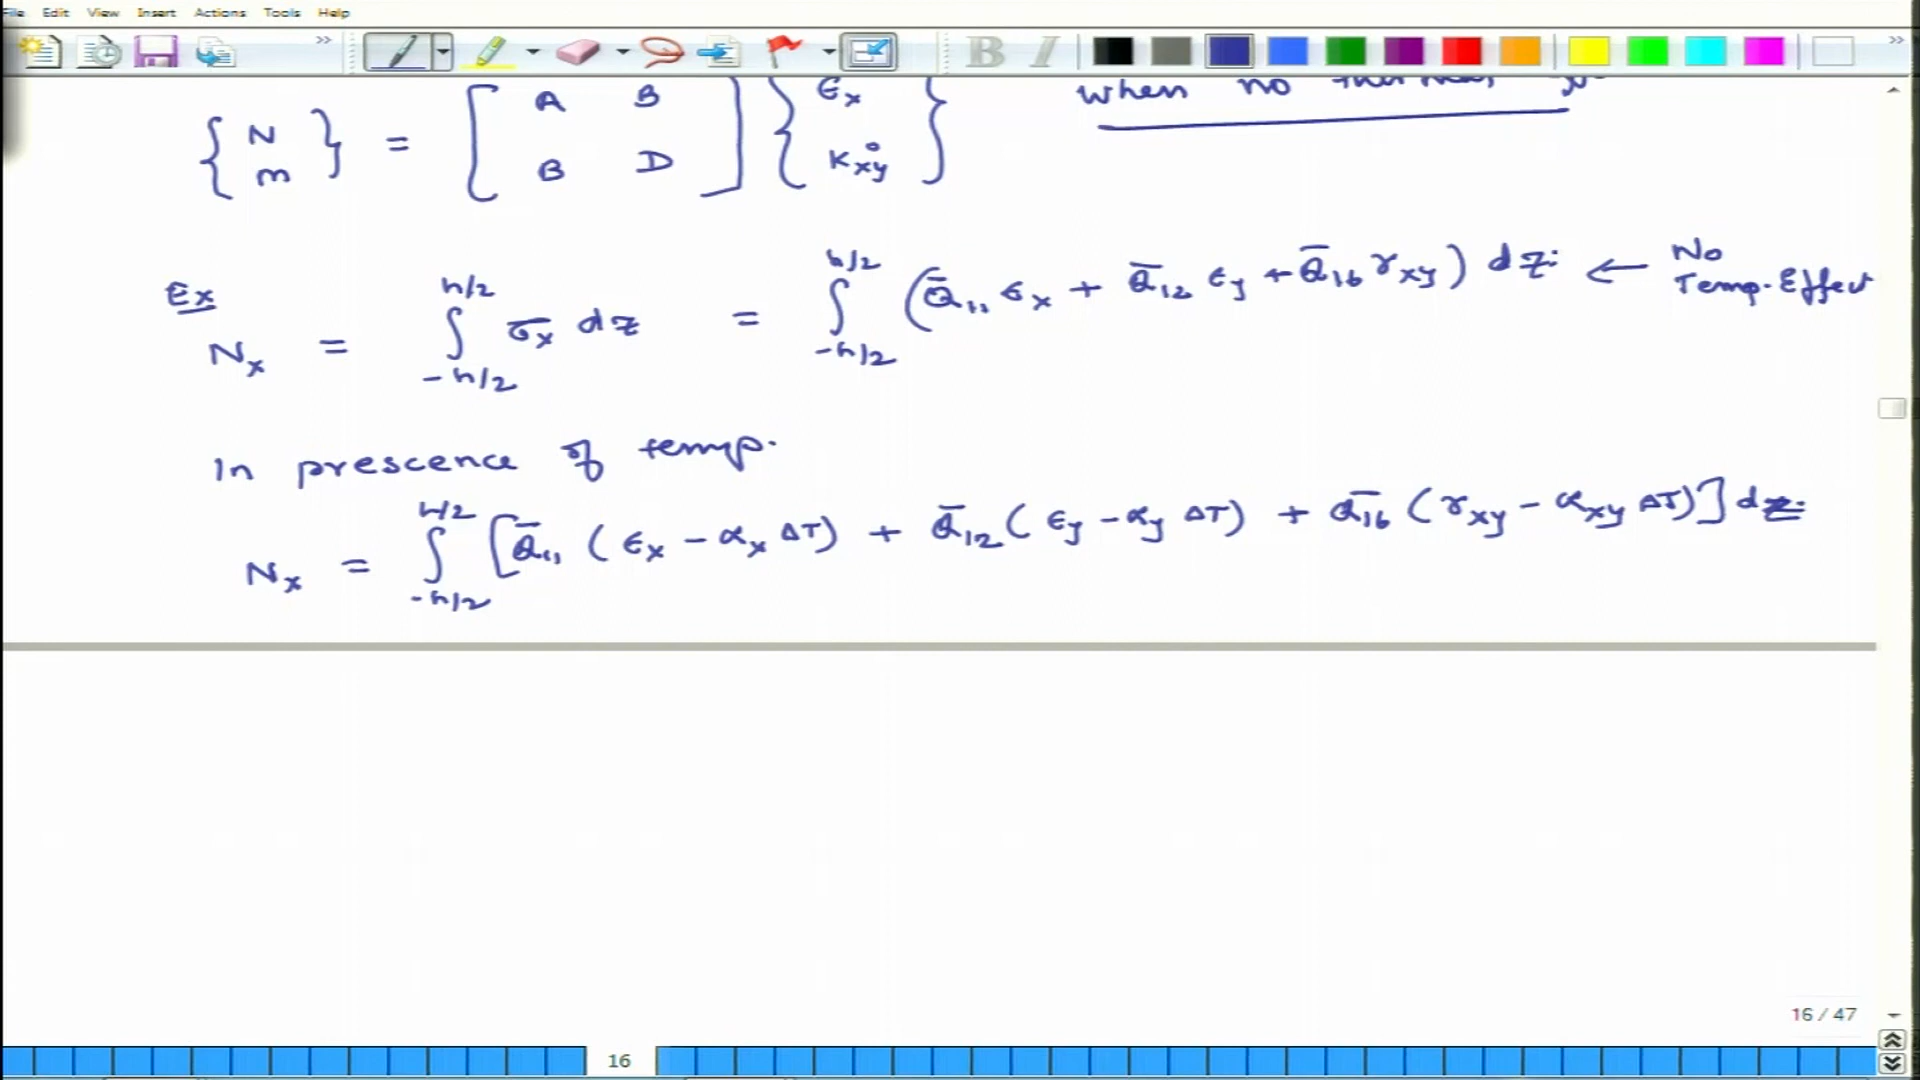 File Edit View Insert Actions Tools Help
B I
{N m} = [A B B D] {ϵx Kxy°} when no
Ex
Nx = ∫_{-h/2}^{h/2} σx dz = ∫_{-h/2}^{h/2} (Q̄11 ϵx + Q̄12 ϵy + Q̄16 γxy) dz ← No Temp. Effect
In prescence of temp.
Nx = ∫_{-h/2}^{h/2} [Q̄11 (ϵx - αx ΔT) + Q̄12 (ϵy - αy ΔT) + Q̄16 (γxy - αxy ΔT)] dz
16 / 47
16